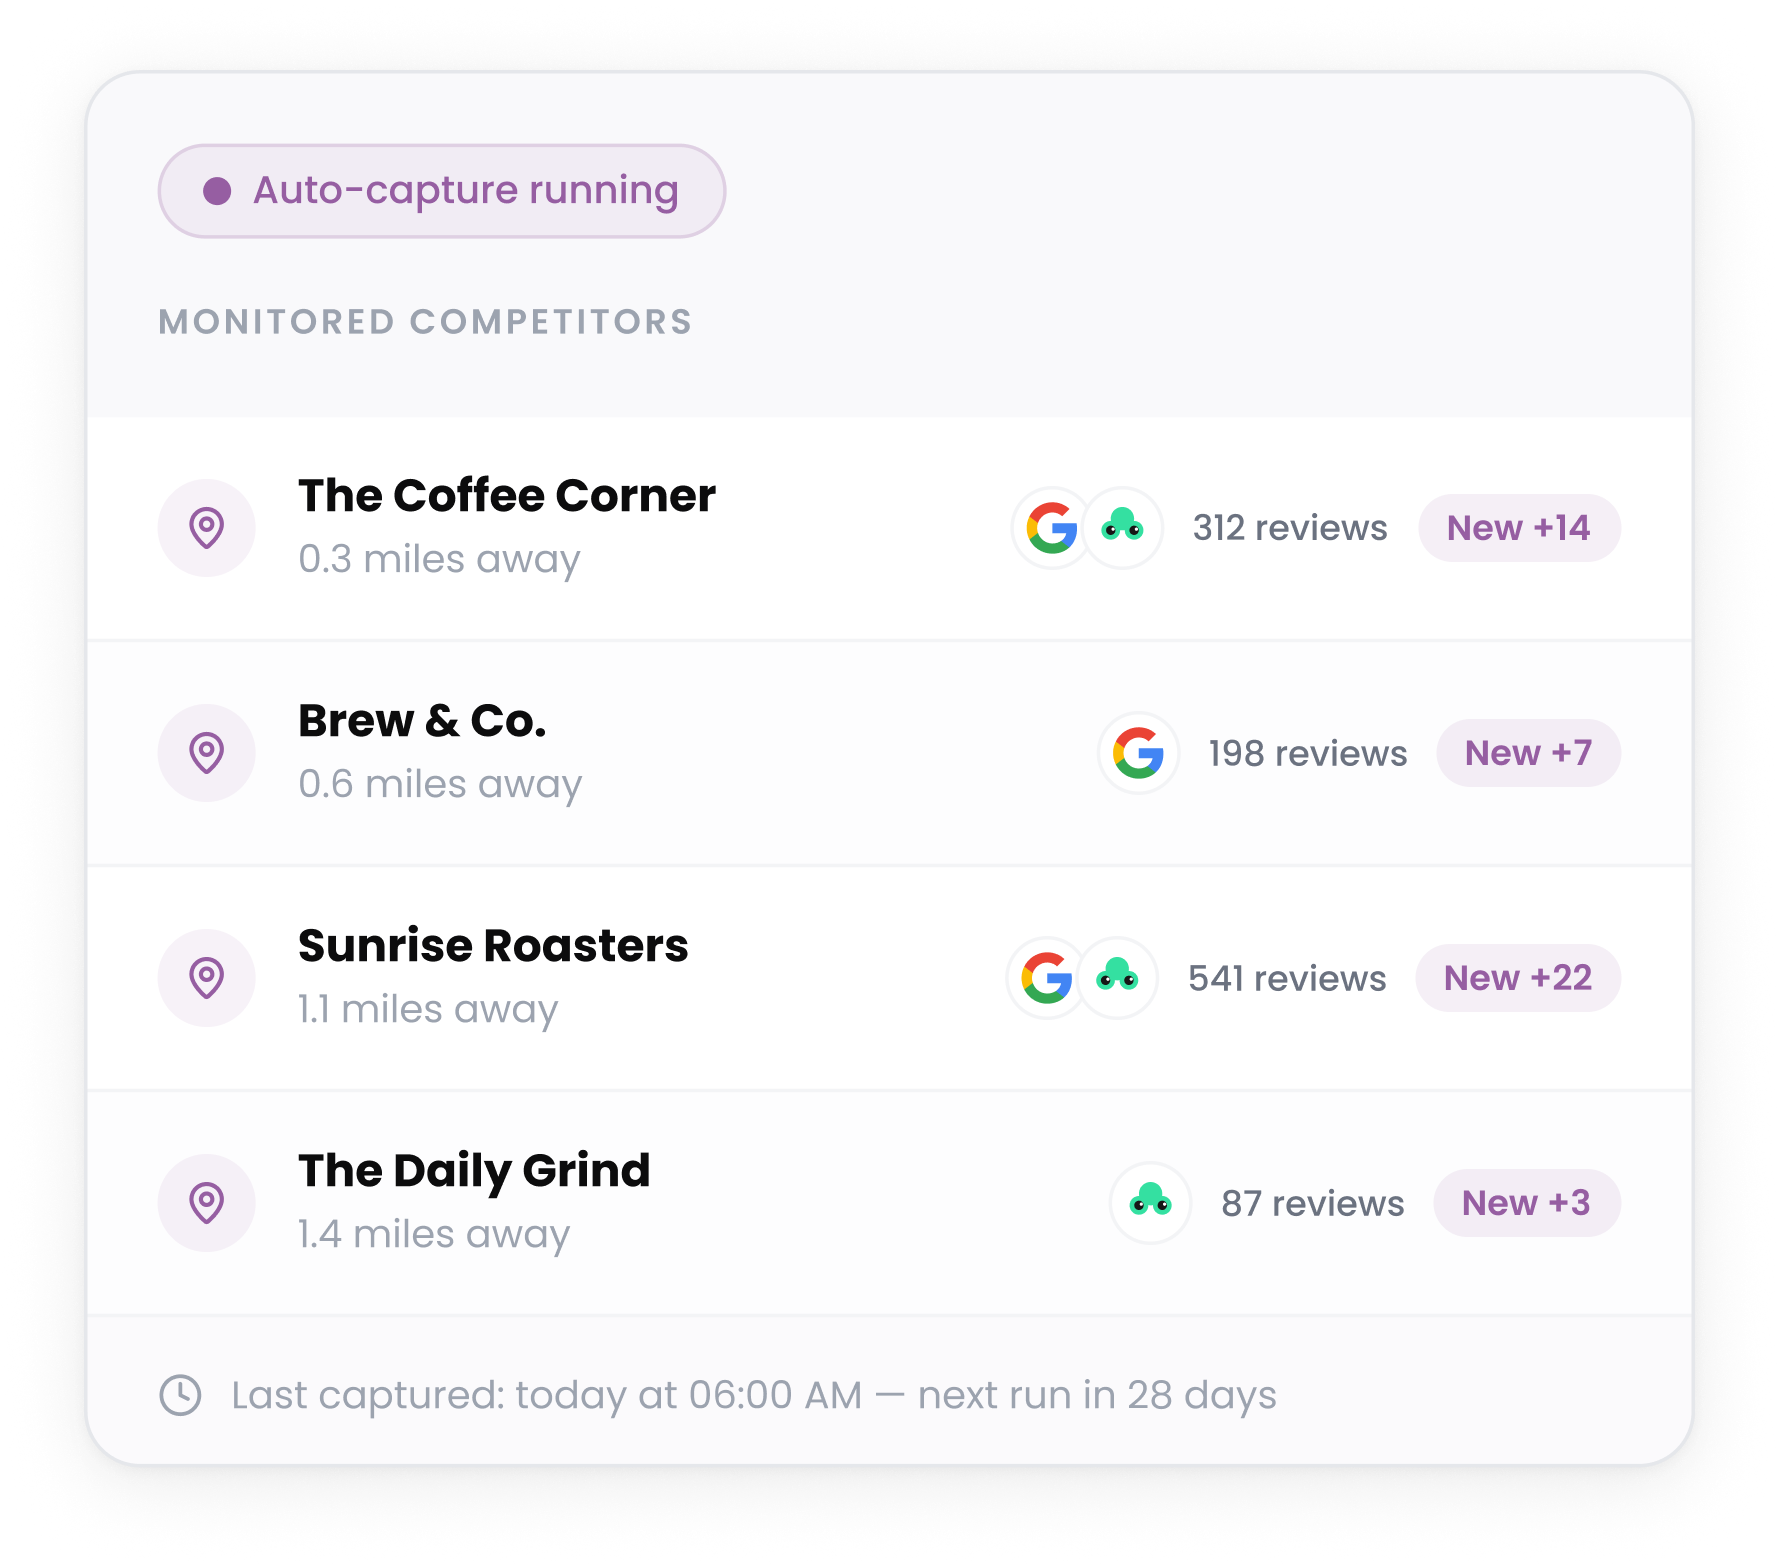 Auto-capture running
MONITORED COMPETITORS
The Coffee Corner
0.3 miles away
312 reviews
New +14
Brew & Co.
0.6 miles away
198 reviews
New +7
Sunrise Roasters
1.1 miles away
541 reviews
New +22
The Daily Grind
1.4 miles away
87 reviews
New +3
Last captured: today at 06:00 AM — next run in 28 days